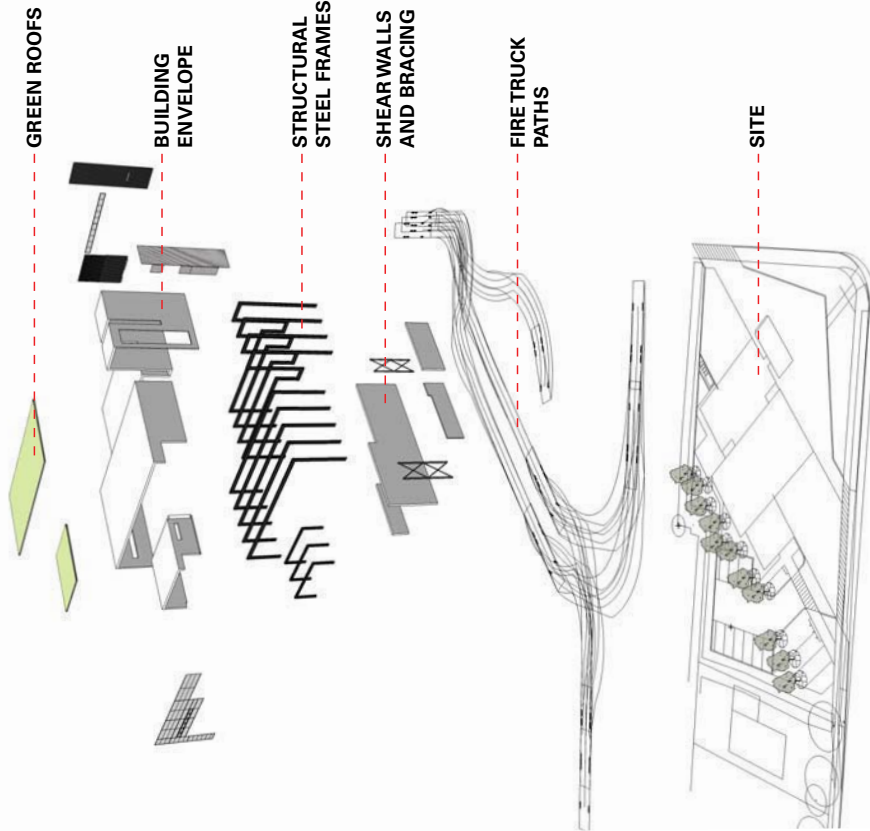 GREEN ROOFS
BUILDING
ENVELOPE
STRUCTURAL
STEEL FRAMES
SHEAR WALLS
AND BRACING
FIRE TRUCK
PATHS
SITE